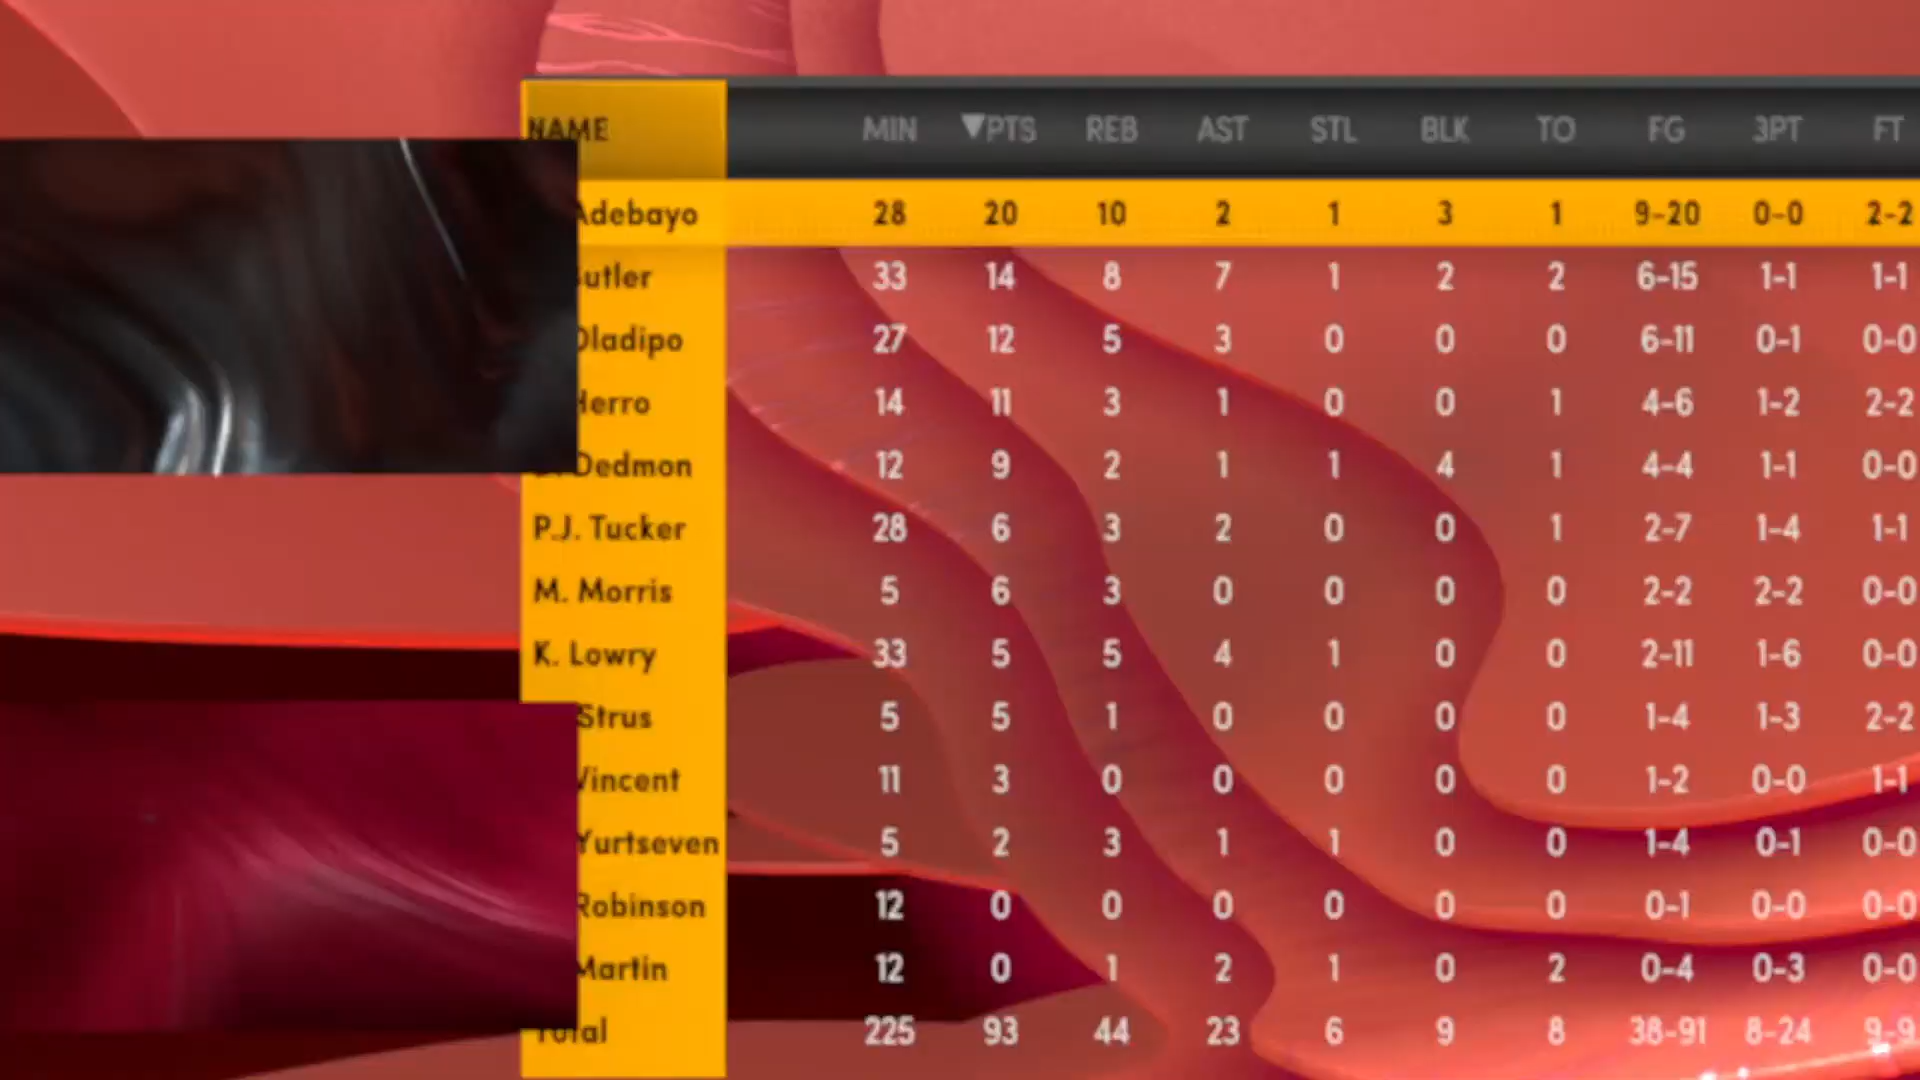 NAME MIN ▼PTS REB AST STL BLK TO FG 3PT FT
Adebayo 28 20 10 2 1 3 1 9-20 0-0 2-2
utler 33 14 8 7 1 2 2 6-15 1-1 1-1
Oladipo 27 12 5 3 0 0 0 6-11 0-1 0-0
Herro 14 11 3 1 0 0 1 4-6 1-2 2-2
Dedmon 12 9 2 1 1 4 1 4-4 1-1 0-0
P.J. Tucker 28 6 3 2 0 0 1 2-7 1-4 1-1
M. Morris 5 6 3 0 0 0 0 2-2 2-2 0-0
K. Lowry 33 5 5 4 1 0 0 2-11 1-6 0-0
Strus 5 5 1 0 0 0 0 1-4 1-3 2-2
Vincent 11 3 0 0 0 0 0 1-2 0-0 1-1
Yurtseven 5 2 3 1 1 0 0 1-4 0-1 0-0
Robinson 12 0 0 0 0 0 0 0-1 0-0 0-0
Martin 12 0 1 2 1 0 2 0-4 0-3 0-0
Total 225 93 44 23 6 9 8 38-91 8-24 9-9